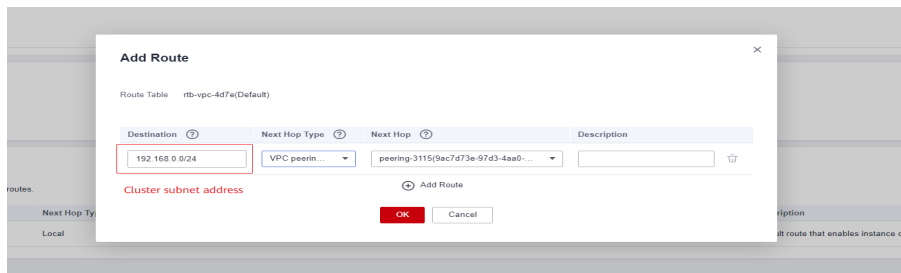 Add Route
Route Table rtb-vpc-4d7e(Default)
Destination ? Next Hop Type ? Next Hop ? Description
192.168.0.0/24 VPC peerin... peering-3115(9ac7d73e-97d3-4aa0-...
Cluster subnet address
Add Route
OK Cancel
routes.
Next Hop Ty ription
Local ult route that enables instance c